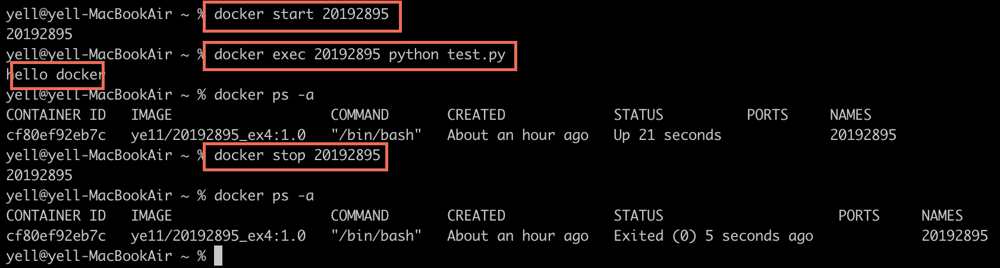 yell@yell-MacBookAir ~ % docker start 20192895
20192895
yell@yell-MacBookAir ~ % docker exec 20192895 python test.py
hello docker
yell@yell-MacBookAir ~ % docker ps -a
CONTAINER ID   IMAGE                   COMMAND       CREATED             STATUS          PORTS     NAMES
cf80ef92eb7c   ye11/20192895_ex4:1.0   "/bin/bash"   About an hour ago   Up 21 seconds             20192895
yell@yell-MacBookAir ~ % docker stop 20192895
20192895
yell@yell-MacBookAir ~ % docker ps -a
CONTAINER ID   IMAGE                   COMMAND       CREATED             STATUS                     PORTS     NAMES
cf80ef92eb7c   ye11/20192895_ex4:1.0   "/bin/bash"   About an hour ago   Exited (0) 5 seconds ago             20192895
yell@yell-MacBookAir ~ %